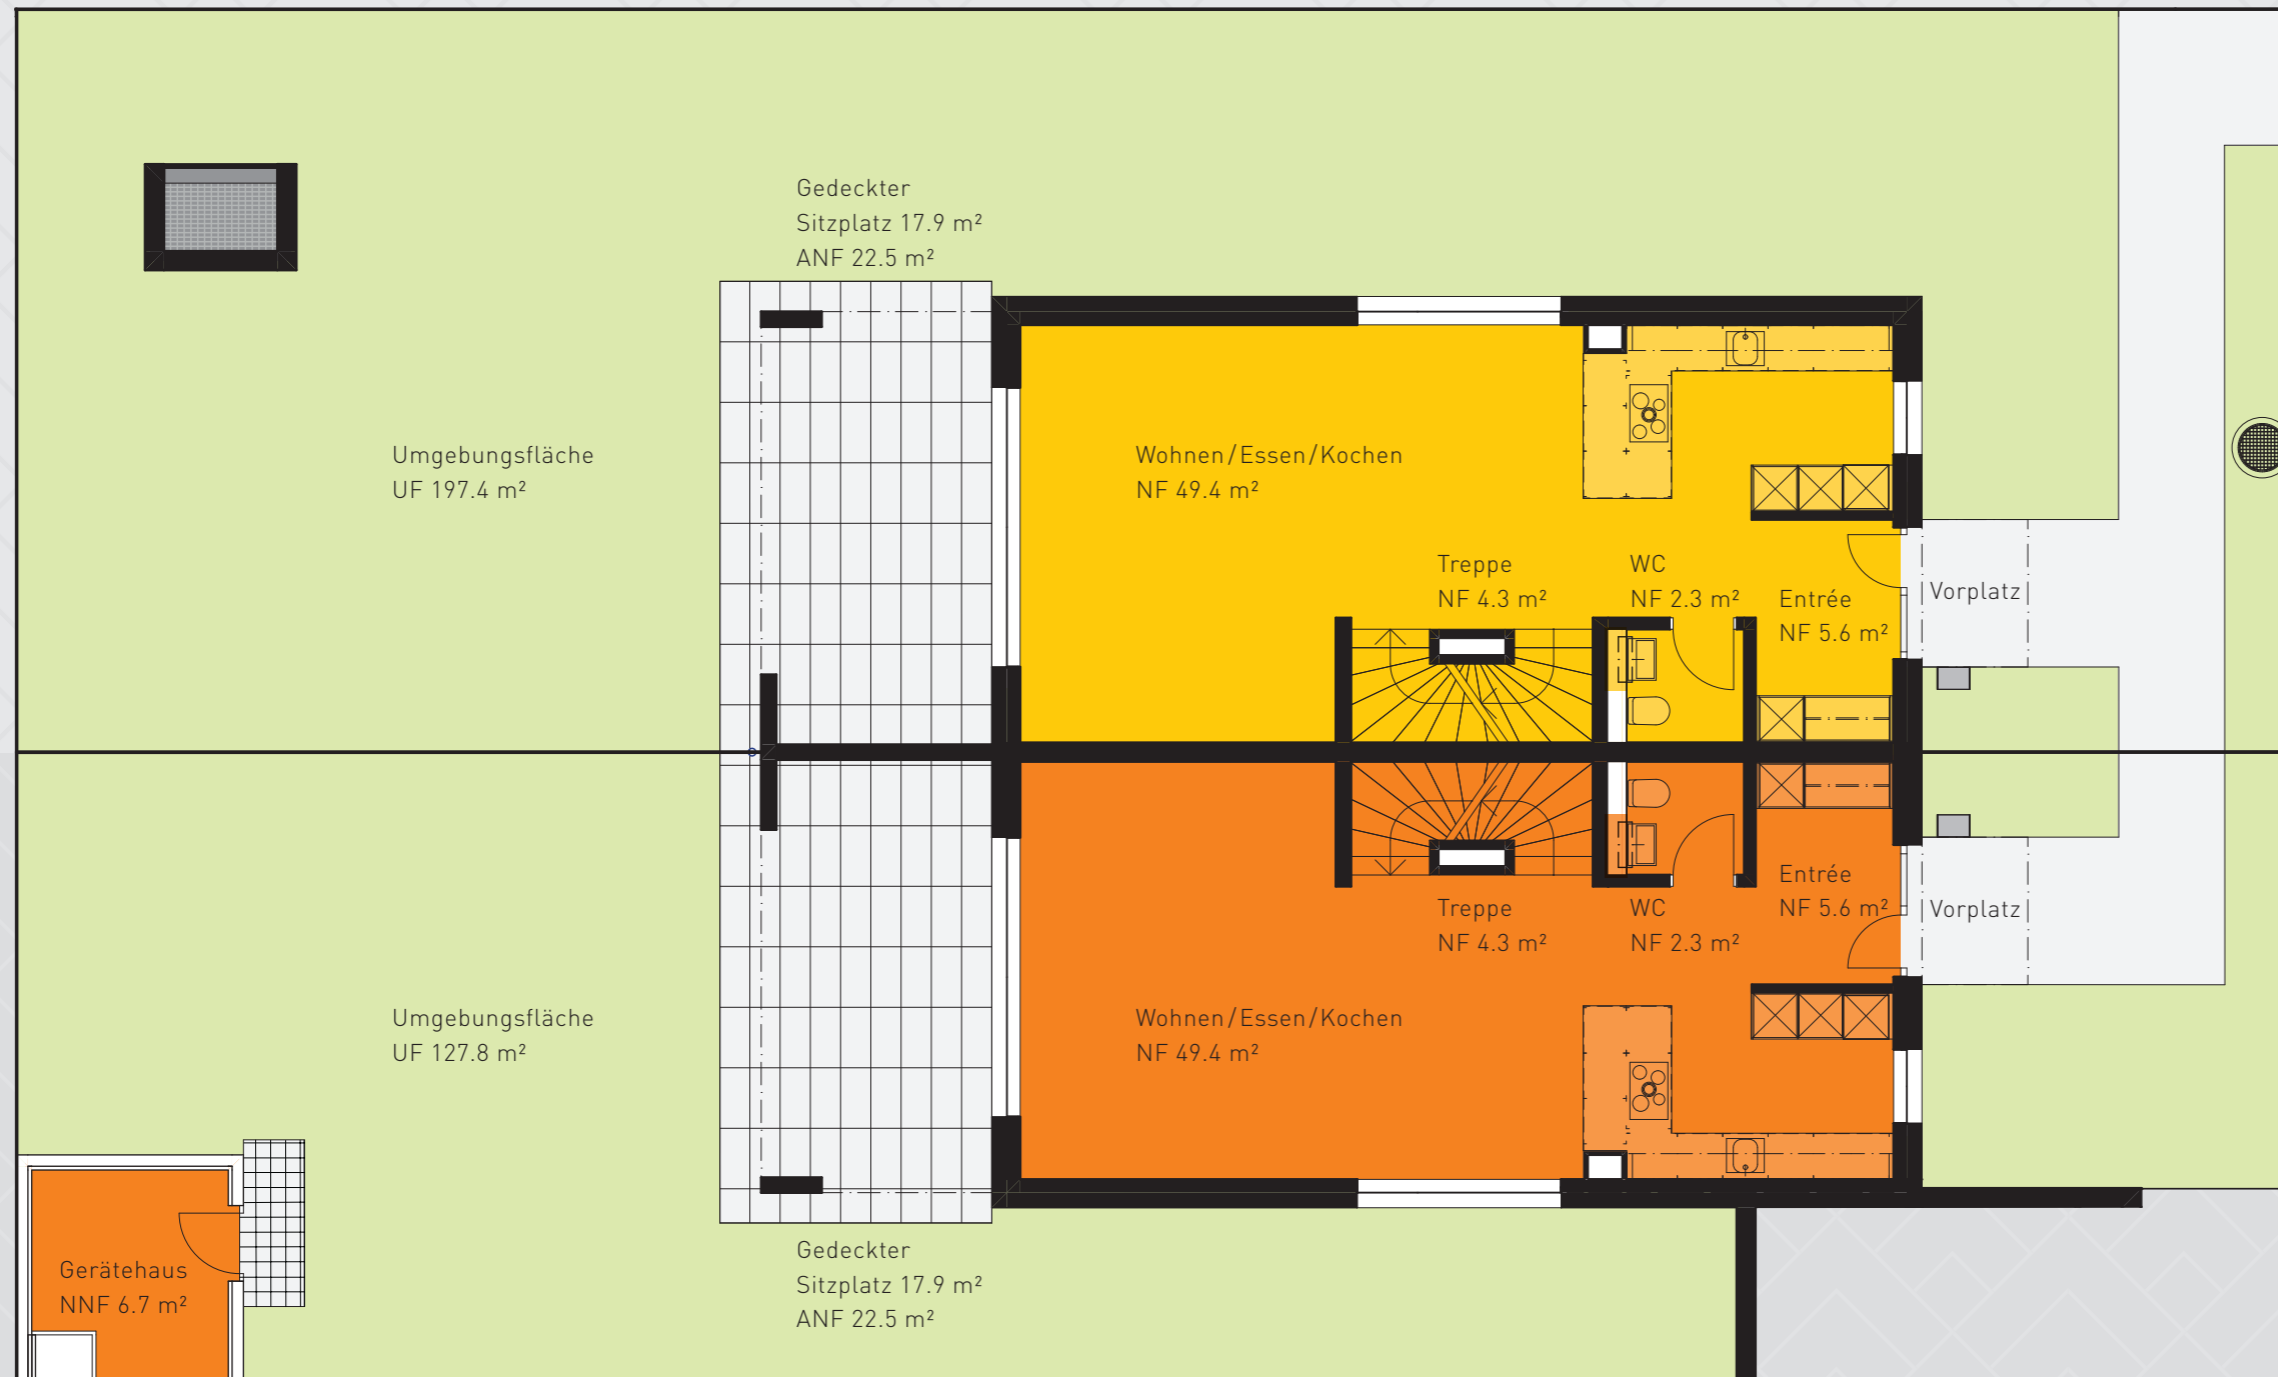 Gedeckter
Sitzplatz 17.9 m²
ANF 22.5 m²
Umgebungsfläche
UF 197.4 m²
Wohnen/Essen/Kochen
NF 49.4 m²
Treppe
NF 4.3 m²
WC
NF 2.3 m²
Entrée
NF 5.6 m²
Vorplatz
Entrée
NF 5.6 m²
Vorplatz
Treppe
NF 4.3 m²
WC
NF 2.3 m²
Umgebungsfläche
UF 127.8 m²
Wohnen/Essen/Kochen
NF 49.4 m²
Gerätehaus
NNF 6.7 m²
Gedeckter
Sitzplatz 17.9 m²
ANF 22.5 m²